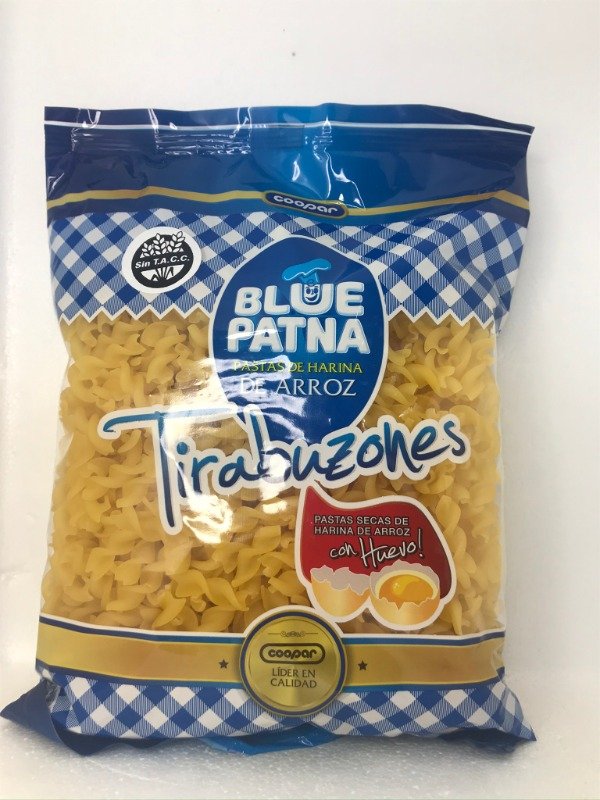 coopar
Sin T.A.C.C.
BLUE
PATNA
PASTAS DE HARINA
DE ARROZ
Tirabuzones
PASTAS SECAS DE
HARINA DE ARROZ
con Huevo!
coopar
LÍDER EN
CALIDAD